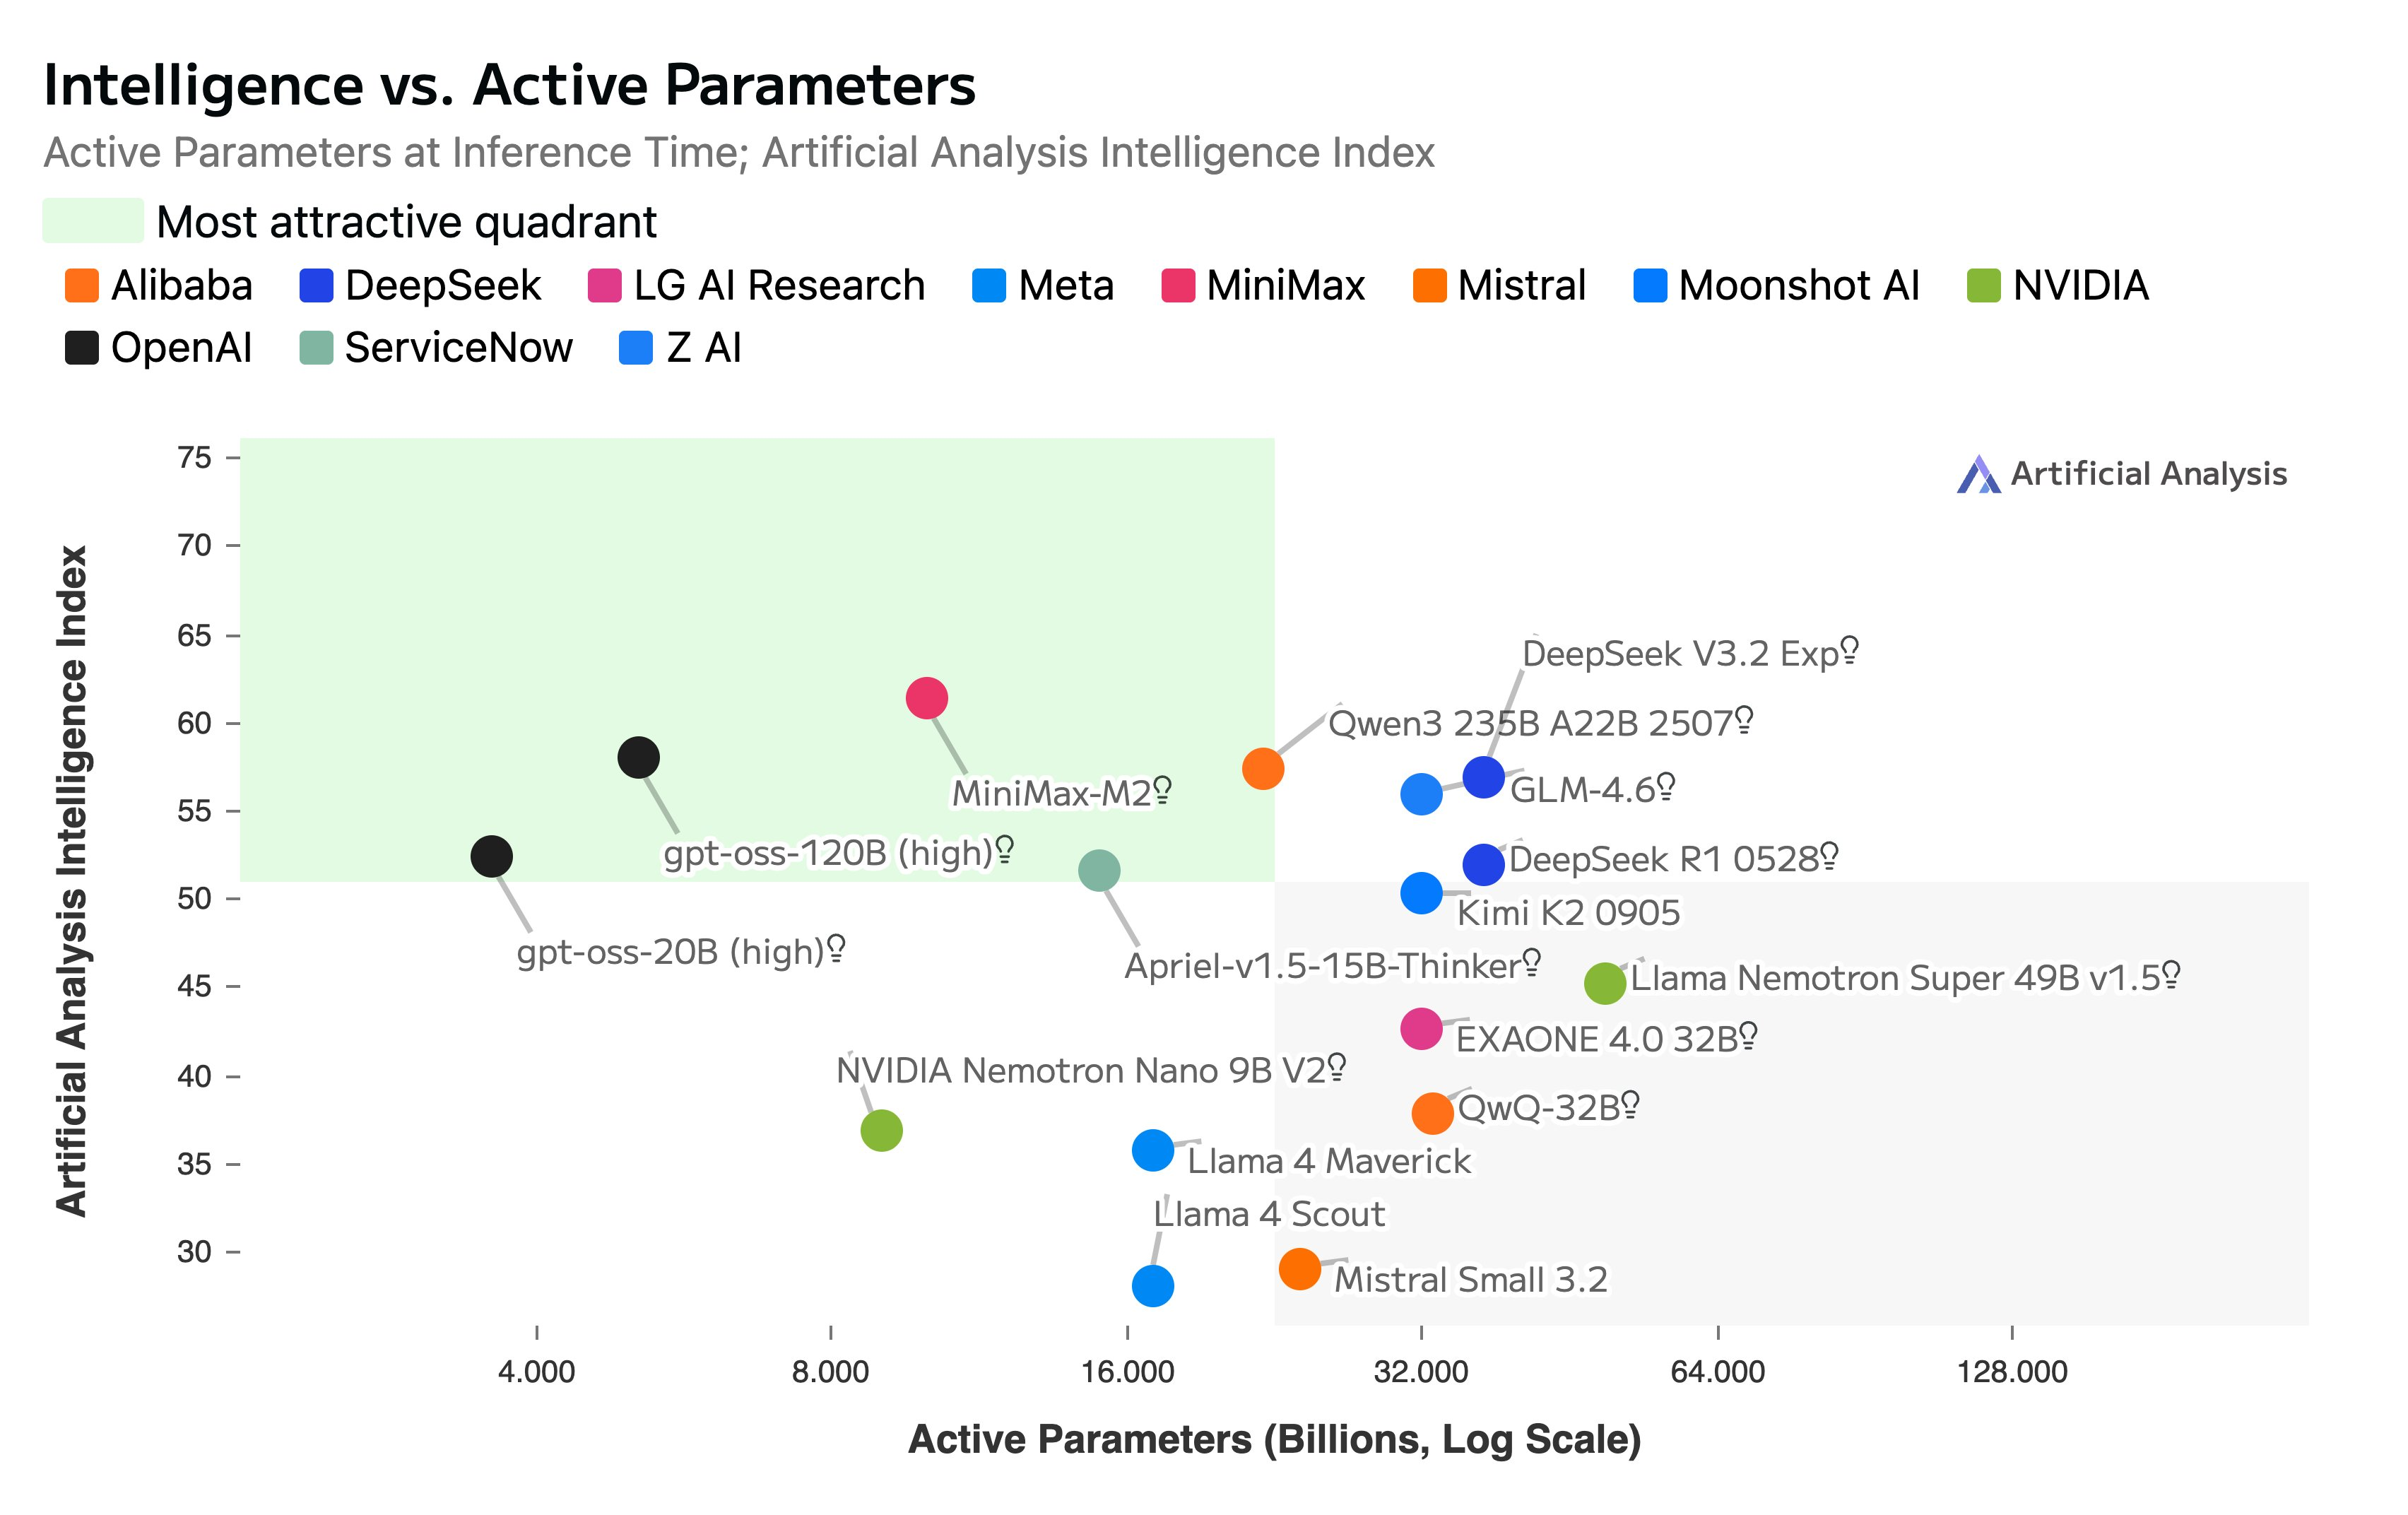 Intelligence vs. Active Parameters
Active Parameters at Inference Time; Artificial Analysis Intelligence Index
Most attractive quadrant
Alibaba DeepSeek LG AI Research Meta MiniMax Mistral Moonshot AI NVIDIA
OpenAI ServiceNow Z AI
Artificial Analysis Intelligence Index
75
70
65
60
55
50
45
40
35
30
Artificial Analysis
DeepSeek V3.2 Exp
Qwen3 235B A22B 2507
MiniMax-M2
GLM-4.6
gpt-oss-120B (high)
DeepSeek R1 0528
Kimi K2 0905
gpt-oss-20B (high)
Apriel-v1.5-15B-Thinker
Llama Nemotron Super 49B v1.5
EXAONE 4.0 32B
NVIDIA Nemotron Nano 9B V2
QwQ-32B
Llama 4 Maverick
Llama 4 Scout
Mistral Small 3.2
4.000 8.000 16.000 32.000 64.000 128.000
Active Parameters (Billions, Log Scale)